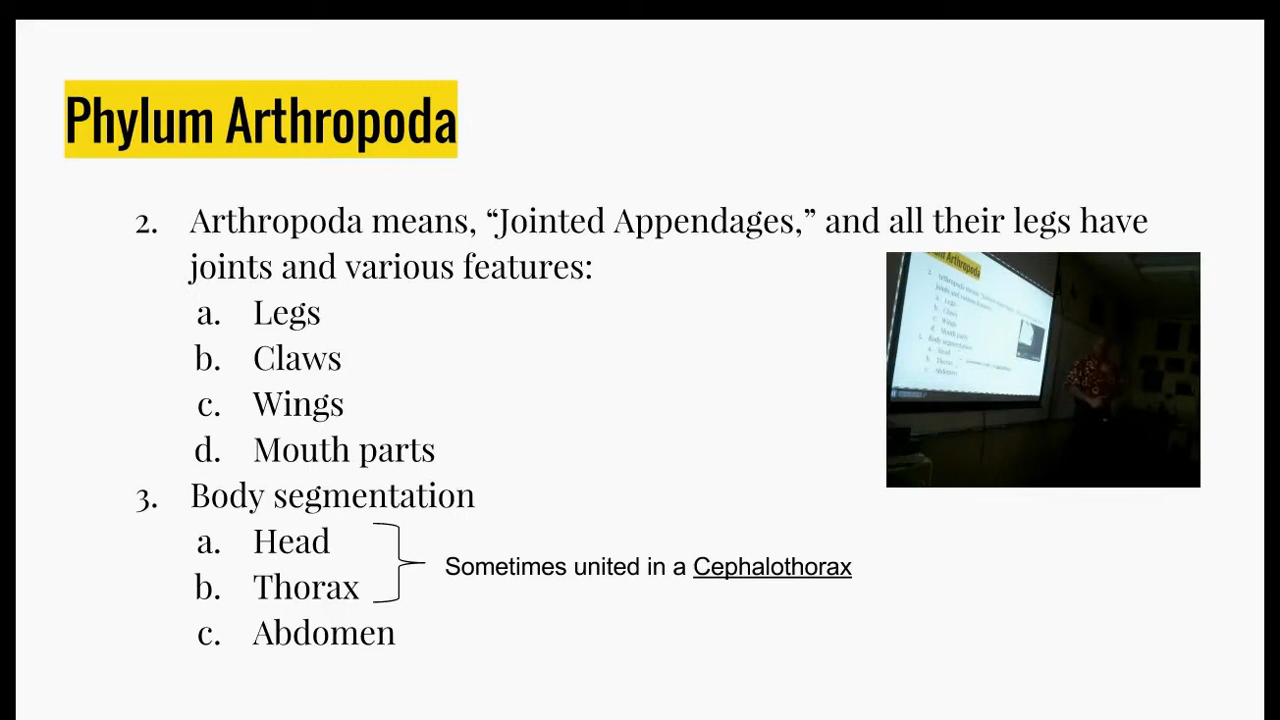 Phylum Arthropoda
2. Arthropoda means, “Jointed Appendages,” and all their legs have
joints and various features:
a. Legs
b. Claws
c. Wings
d. Mouth parts
3. Body segmentation
a. Head
b. Thorax
Sometimes united in a Cephalothorax
c. Abdomen